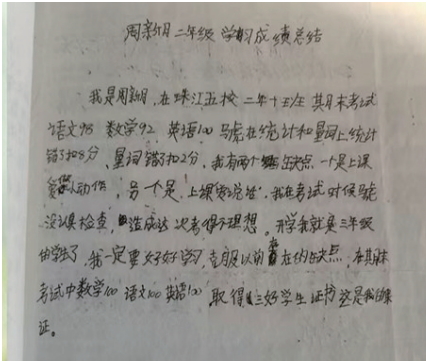 周新明二年级学习成绩总结
我是周新明,在珠江五校二年十五班其月末考试
语文98 数学92 英语100 马虎在统计和量词上统计
错了扣8分、量词错了扣2分,我有两个缺点一个是上课
爱做小动作,另一个是上课爱说话,我在考试时候马虎
没认真检查,造成这次考得不理想。开学我就是三年级
的学生了,我一定要好好学习,克服以前存在的缺点,在其末
考试中数学100 语文100 英语100 取得三好学生证书这是我的保
证。